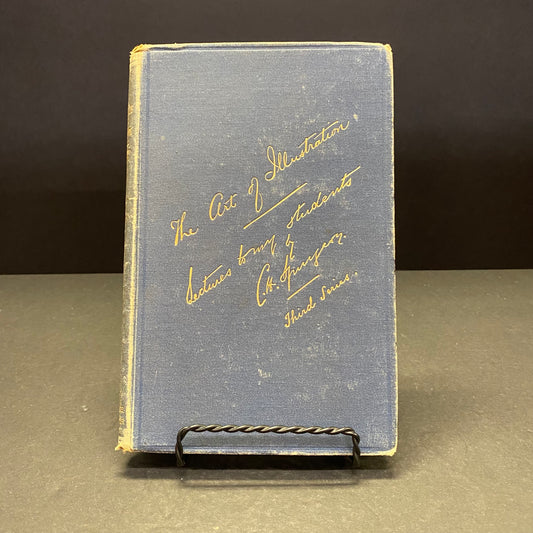 The Art of Illustration
Lectures to my Students
by
C. H. Spurgeon.
Third Series.